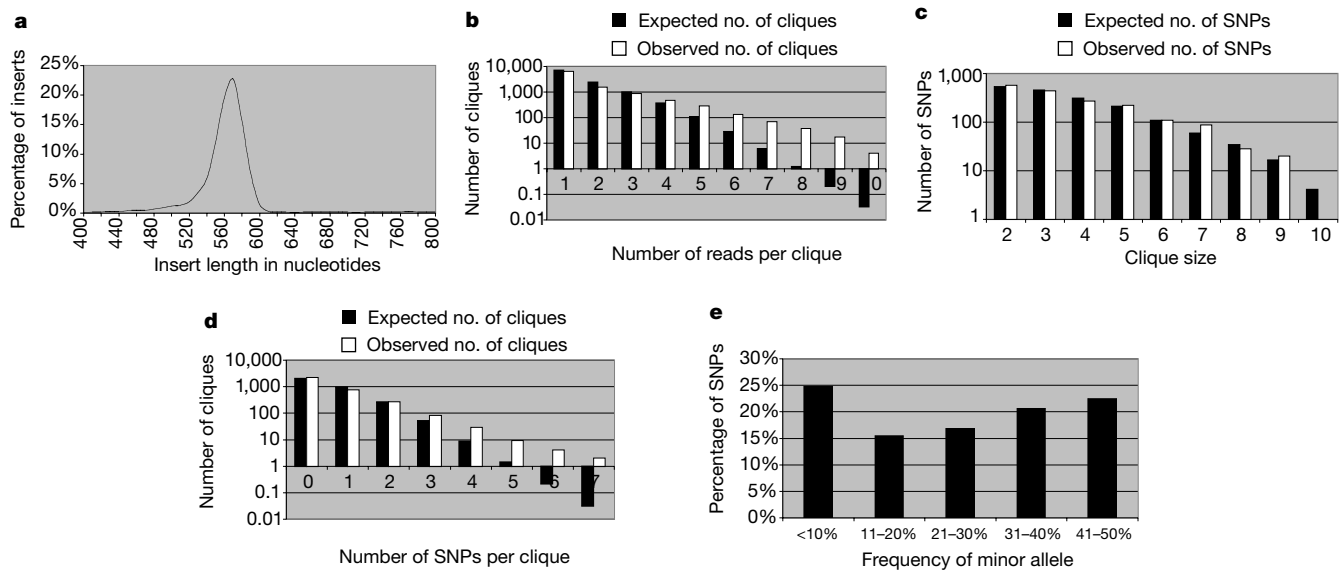 a
Percentage of inserts
25%
20%
15%
10%
5%
0%
400 440 480 520 560 600 640 680 720 760 800
Insert length in nucleotides
b
Expected no. of cliques
Observed no. of cliques
Number of cliques
10,000
1,000
100
10
1
0.1
0.01
1 2 3 4 5 6 7 8 9 0
Number of reads per clique
c
Expected no. of SNPs
Observed no. of SNPs
Number of SNPs
1,000
100
10
1
2 3 4 5 6 7 8 9 10
Clique size
d
Expected no. of cliques
Observed no. of cliques
Number of cliques
10,000
1,000
100
10
1
0.1
0.01
0 1 2 3 4 5 6 7
Number of SNPs per clique
e
Percentage of SNPs
30%
25%
20%
15%
10%
5%
0%
<10% 11–20% 21–30% 31–40% 41–50%
Frequency of minor allele